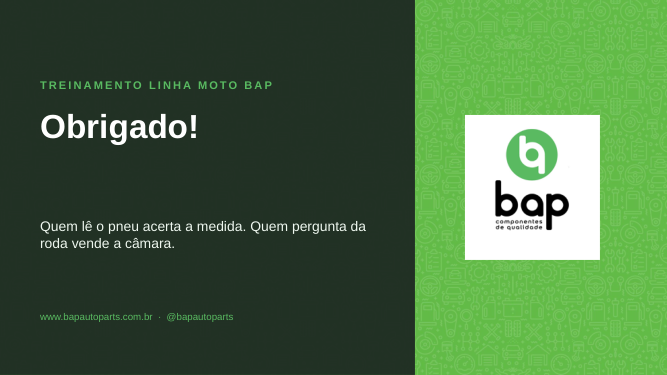 TREINAMENTO LINHA MOTO BAP
Obrigado!
Quem lê o pneu acerta a medida. Quem pergunta da
roda vende a câmara.
www.bapautoparts.com.br · @bapautoparts
bap
componentes
de qualidade